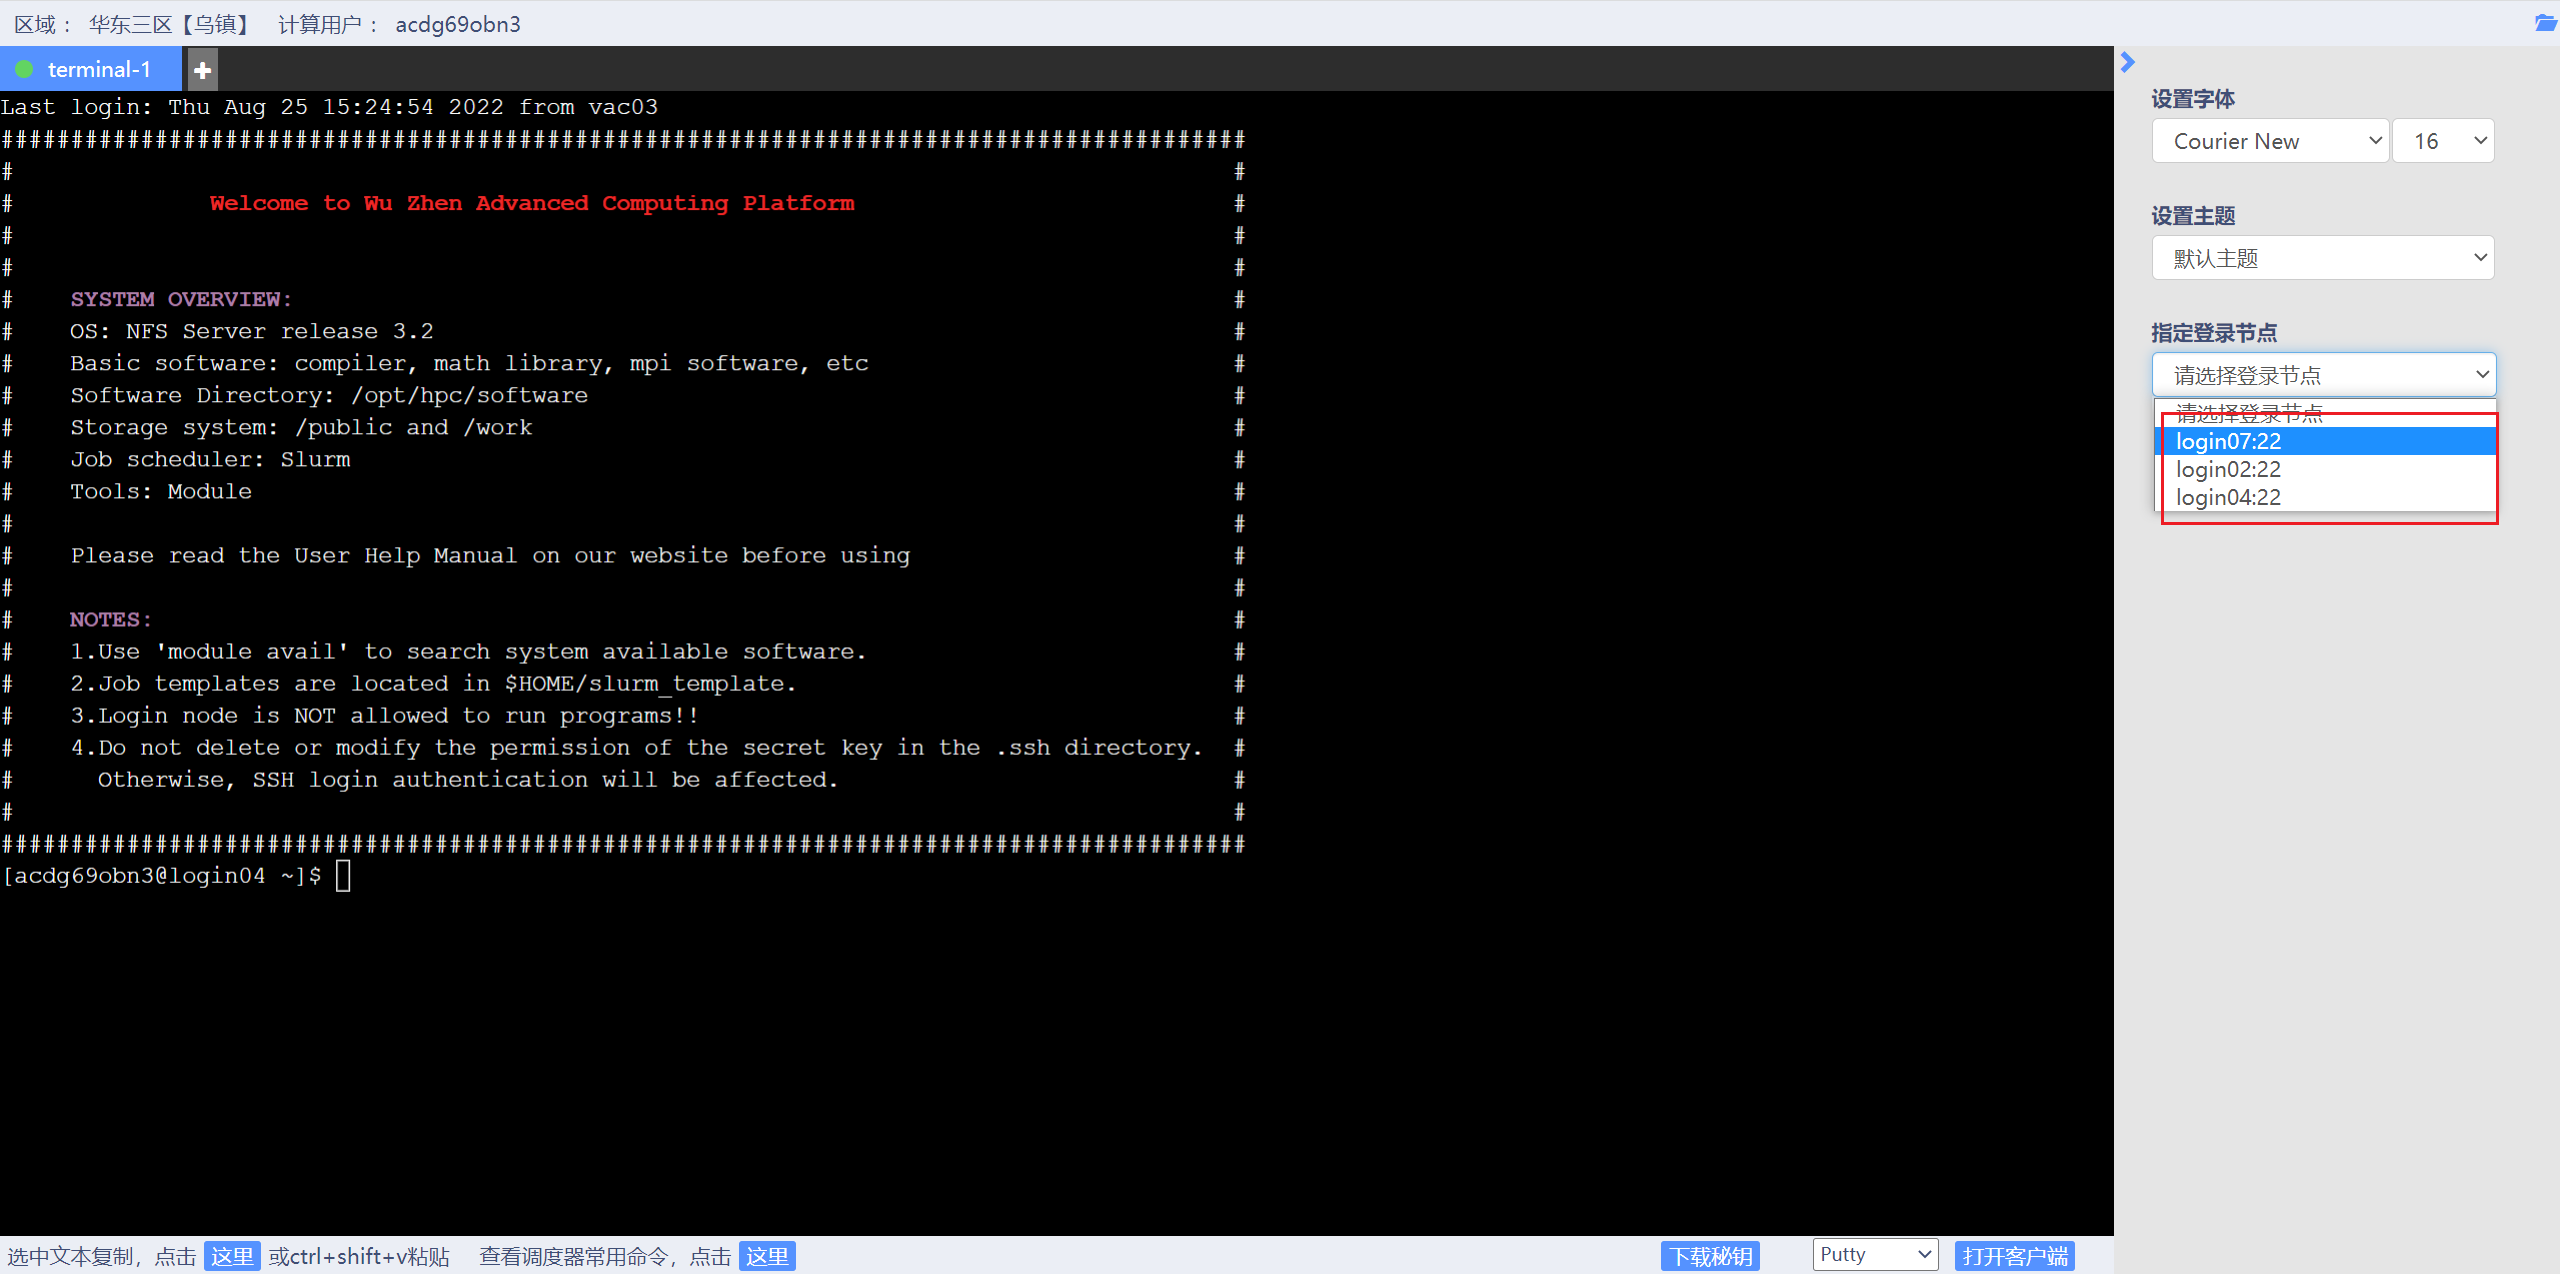 区域： 华东三区【乌镇】 计算用户： acdg69obn3
terminal-1
Last login: Thu Aug 25 15:24:54 2022 from vac03
#########################################################################################
# #
# Welcome to Wu Zhen Advanced Computing Platform #
# #
# #
# SYSTEM OVERVIEW: #
# OS: NFS Server release 3.2 #
# Basic software: compiler, math library, mpi software, etc #
# Software Directory: /opt/hpc/software #
# Storage system: /public and /work #
# Job scheduler: Slurm #
# Tools: Module #
# #
# Please read the User Help Manual on our website before using #
# #
# NOTES: #
# 1.Use 'module avail' to search system available software. #
# 2.Job templates are located in $HOME/slurm_template. #
# 3.Login node is NOT allowed to run programs!! #
# 4.Do not delete or modify the permission of the secret key in the .ssh directory. #
# Otherwise, SSH login authentication will be affected. #
# #
#########################################################################################
[acdg69obn3@login04 ~]$
设置字体
Courier New 16
设置主题
默认主题
指定登录节点
请选择登录节点
请选择登录节点
login07:22
login02:22
login04:22
选中文本复制，点击 这里 或ctrl+shift+v粘贴 查看调度器常用命令，点击 这里
下载秘钥 Putty 打开客户端